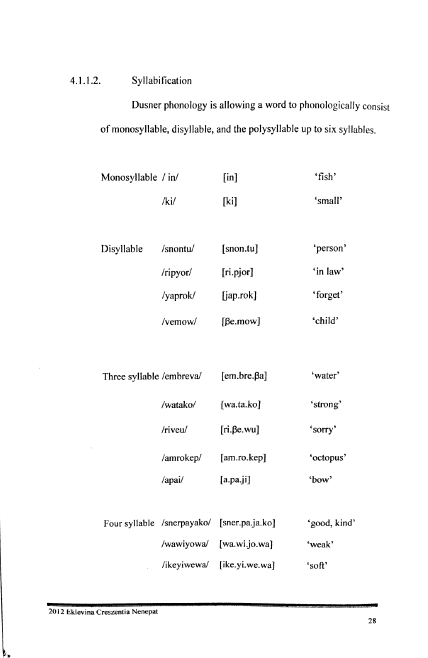 4.1.1.2. Syllabification
Dusner phonology is allowing a word to phonologically consist
of monosyllable, disyllable, and the polysyllable up to six syllables.
Monosyllable / in/ [in] ‘fish’
/ki/ [ki] ‘small’
Disyllable /snontu/ [snon.tu] ‘person’
/ripyor/ [ri.pjor] ‘in law’
/yaprok/ [jap.rok] ‘forget’
/vemow/ [βe.mow] ‘child’
Three syllable /embreva/ [em.bre.βa] ‘water’
/watako/ [wa.ta.ko] ‘strong’
/riveu/ [ri.βe.wu] ‘sorry’
/amrokep/ [am.ro.kep] ‘octopus’
/apai/ [a.pa.ji] ‘bow’
Four syllable /snerpayako/ [sner.pa.ja.ko] ‘good, kind’
/wawiyowa/ [wa.wi.jo.wa] ‘weak’
/ikeyiwewa/ [ike.yi.we.wa] ‘soft’
2012 Eklevina Creszentia Nenepat
28